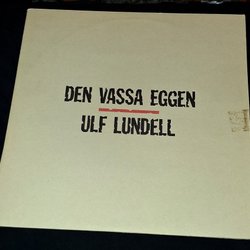 DEN VASSA EGGEN
ULF LUNDELL